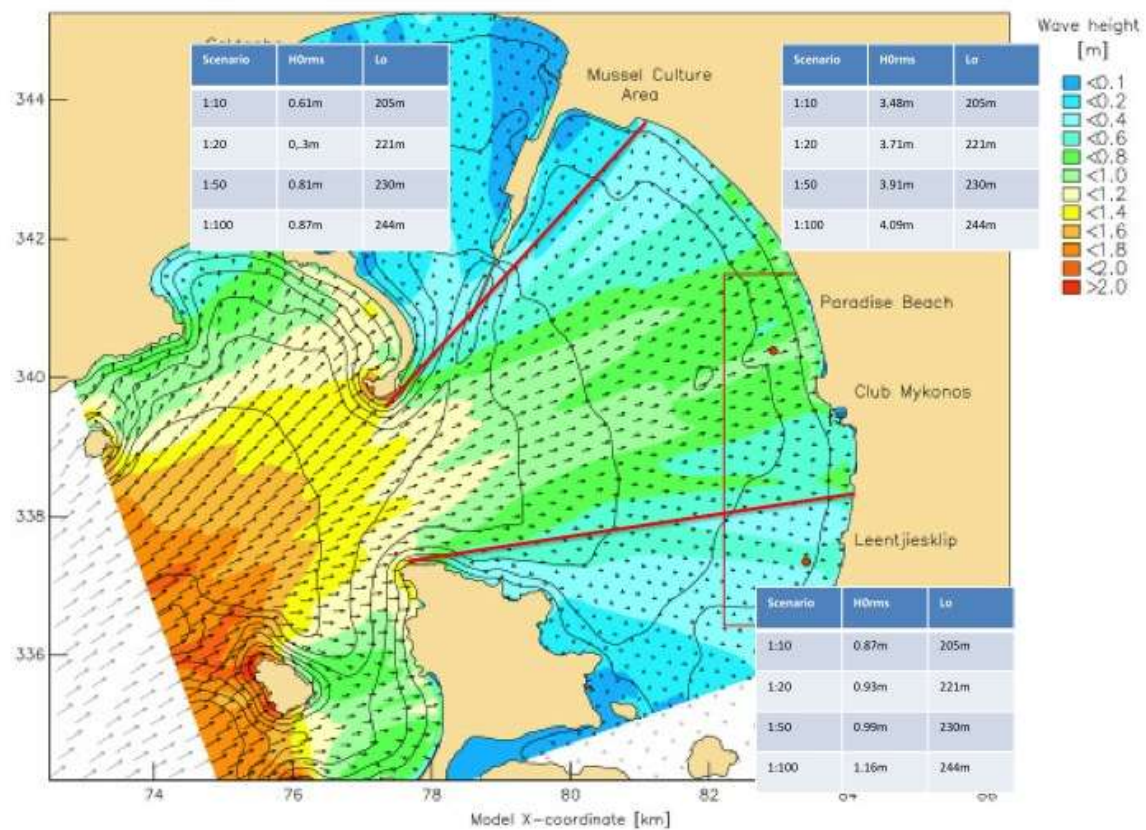 Wave height
[m]
<0.1
<0.2
<0.4
<0.6
<0.8
<1.0
<1.2
<1.4
<1.6
<1.8
<2.0
>2.0
Scenario H0rms Lo
1:10 0.61m 205m
1:20 0,.3m 221m
1:50 0.81m 230m
1:100 0.87m 244m
Mussel Culture
Area
Scenario H0rms Lo
1:10 3.48m 205m
1:20 3.71m 221m
1:50 3.91m 230m
1:100 4.09m 244m
Paradise Beach
Club Mykonos
Leentjiesklip
Scenario H0rms Lo
1:10 0.87m 205m
1:20 0.93m 221m
1:50 0.99m 230m
1:100 1.16m 244m
344
342
340
338
336
74 76 78 80 82
Model X-coordinate [km]